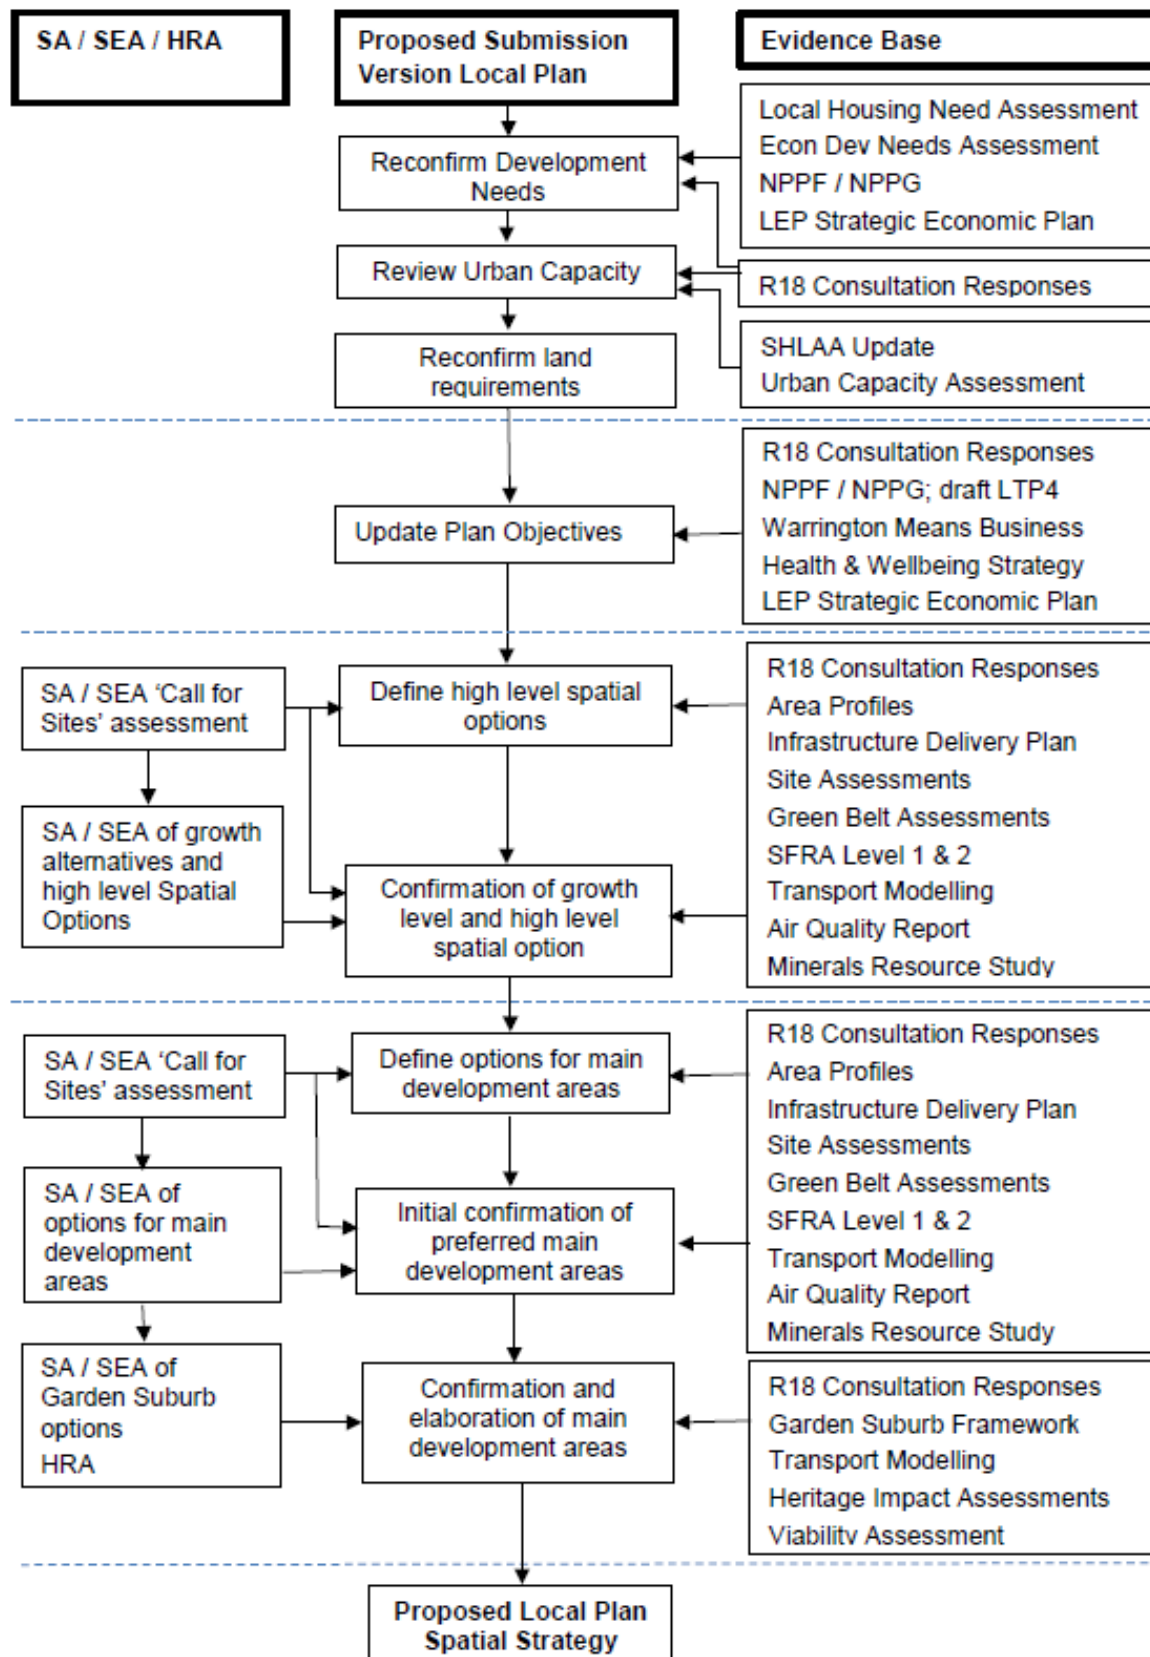 SA / SEA / HRA
Proposed Submission
Version Local Plan
Evidence Base
Local Housing Need Assessment
Econ Dev Needs Assessment
NPPF / NPPG
LEP Strategic Economic Plan
Reconfirm Development
Needs
Review Urban Capacity
R18 Consultation Responses
Reconfirm land
requirements
SHLAA Update
Urban Capacity Assessment
Update Plan Objectives
R18 Consultation Responses
NPPF / NPPG; draft LTP4
Warrington Means Business
Health & Wellbeing Strategy
LEP Strategic Economic Plan
SA / SEA ‘Call for
Sites’ assessment
Define high level spatial
options
R18 Consultation Responses
Area Profiles
Infrastructure Delivery Plan
Site Assessments
Green Belt Assessments
SFRA Level 1 & 2
Transport Modelling
Air Quality Report
Minerals Resource Study
SA / SEA of growth
alternatives and
high level Spatial
Options
Confirmation of growth
level and high level
spatial option
SA / SEA ‘Call for
Sites’ assessment
Define options for main
development areas
R18 Consultation Responses
Area Profiles
Infrastructure Delivery Plan
Site Assessments
Green Belt Assessments
SFRA Level 1 & 2
Transport Modelling
Air Quality Report
Minerals Resource Study
SA / SEA of
options for main
development
areas
Initial confirmation of
preferred main
development areas
SA / SEA of
Garden Suburb
options
HRA
Confirmation and
elaboration of main
development areas
R18 Consultation Responses
Garden Suburb Framework
Transport Modelling
Heritage Impact Assessments
Viability Assessment
Proposed Local Plan
Spatial Strategy